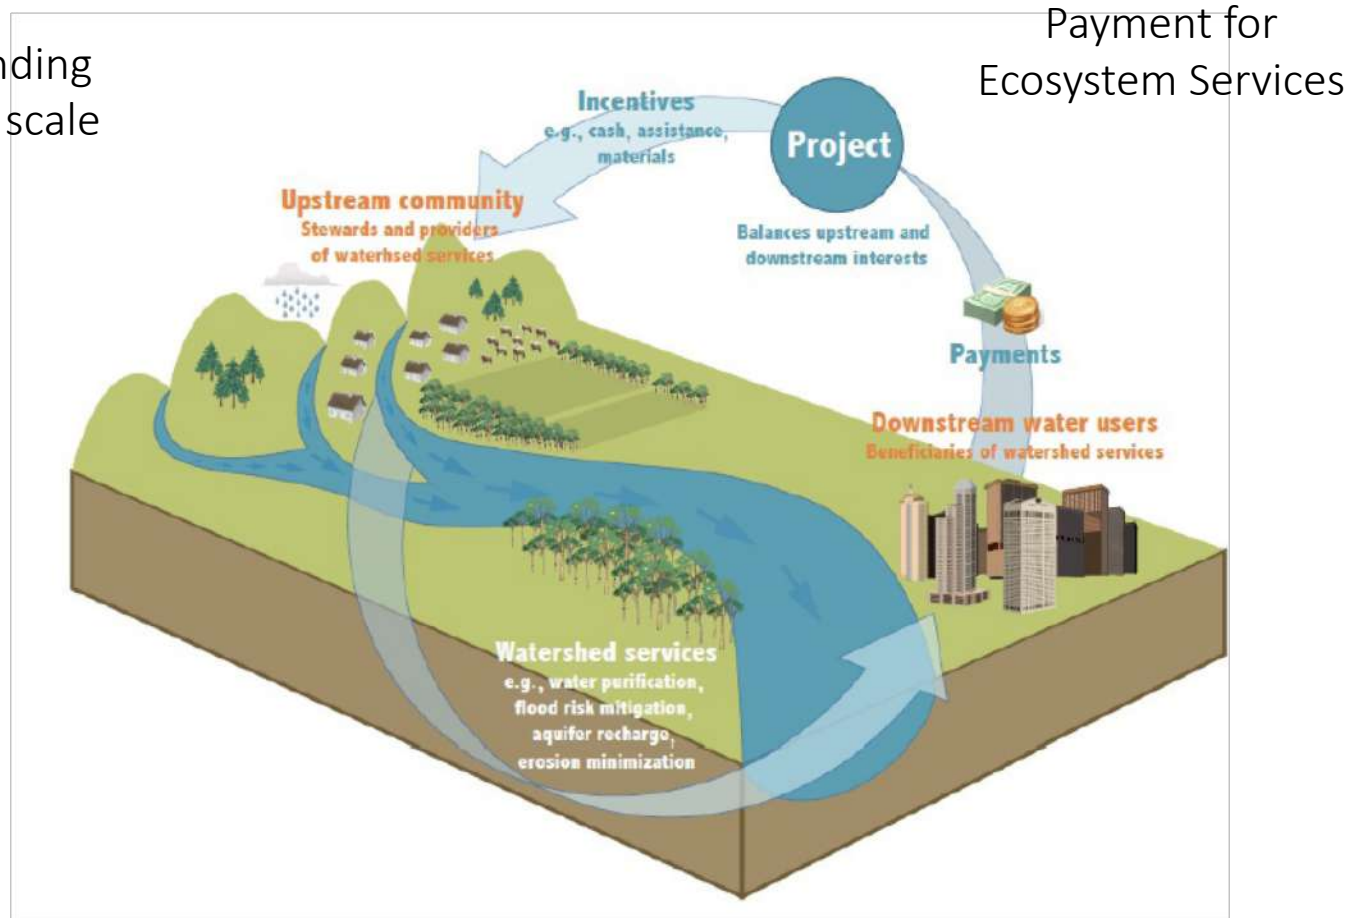 Payment for
Ecosystem Services
nding
scale
Incentives
e.g., cash, assistance,
materials
Project
Balances upstream and
downstream interests
Upstream community
Stewards and providers
of waterhsed services
Payments
Downstream water users
Beneficiaries of watershed services
Watershed services
e.g., water purification,
flood risk mitigation,
aquifer recharge,
erosion minimization